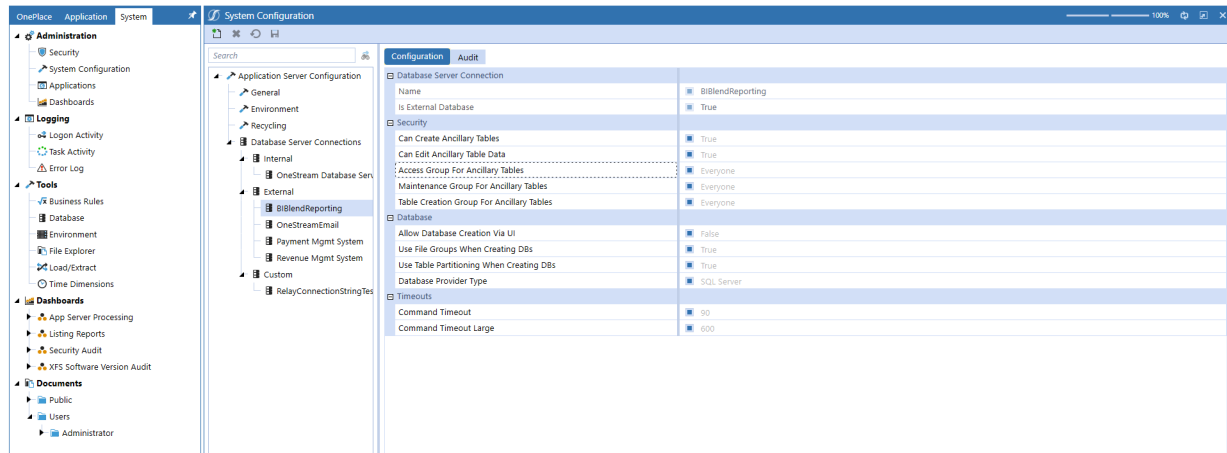 OnePlace Application System
Administration
Security
System Configuration
Applications
Dashboards
Logging
Logon Activity
Task Activity
Error Log
Tools
Business Rules
Database
Environment
File Explorer
Load/Extract
Time Dimensions
Dashboards
App Server Processing
Listing Reports
Security Audit
XFS Software Version Audit
Documents
Public
Users
Administrator
System Configuration
100%
Search
Application Server Configuration
General
Environment
Recycling
Database Server Connections
Internal
OneStream Database Serv
External
BIBlendReporting
OneStreamEmail
Payment Mgmt System
Revenue Mgmt System
Custom
RelayConnectionStringTes
Configuration Audit
Database Server Connection
Name BIBlendReporting
Is External Database True
Security
Can Create Ancillary Tables True
Can Edit Ancillary Table Data True
Access Group For Ancillary Tables Everyone
Maintenance Group For Ancillary Tables Everyone
Table Creation Group For Ancillary Tables Everyone
Database
Allow Database Creation Via UI False
Use File Groups When Creating DBs True
Use Table Partitioning When Creating DBs True
Database Provider Type SQL Server
Timeouts
Command Timeout 90
Command Timeout Large 600